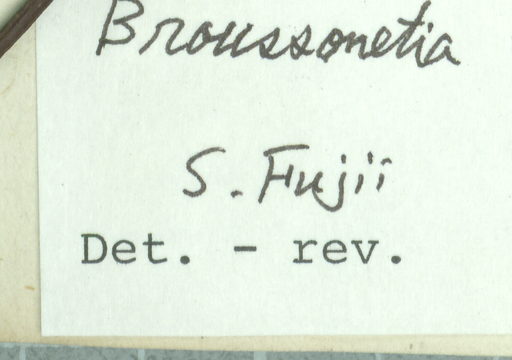 Broussonetia
S. Fujii
Det. - rev.